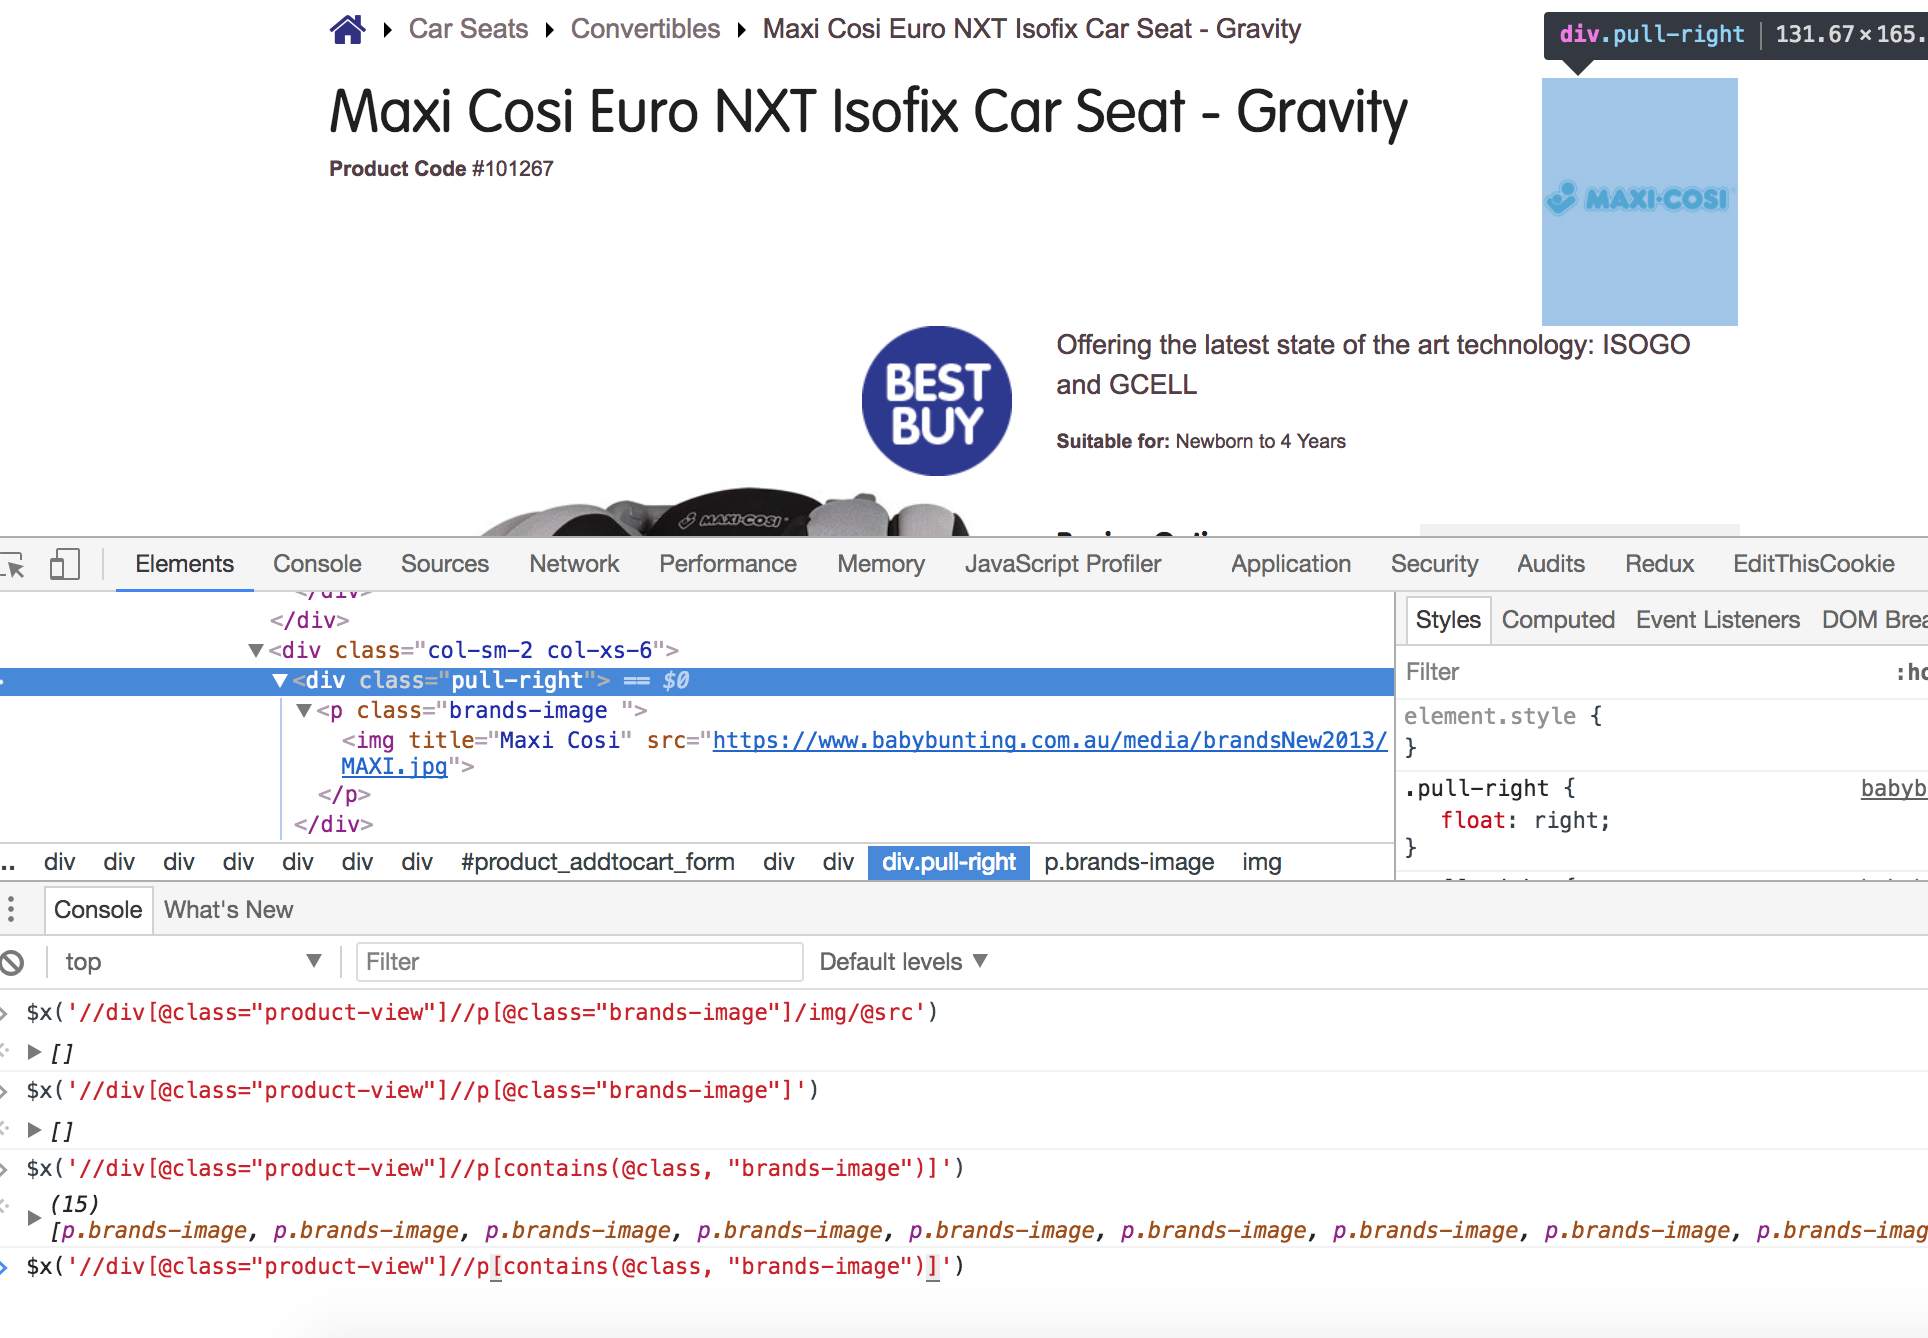 Car Seats Convertibles Maxi Cosi Euro NXT Isofix Car Seat - Gravity
div.pull-right | 131.67×165.
Maxi Cosi Euro NXT Isofix Car Seat - Gravity
Product Code #101267
MAXI·COSI
BEST
BUY
Offering the latest state of the art technology: ISOGO
and GCELL
Suitable for: Newborn to 4 Years
MAXI·COSI
Elements Console Sources Network Performance Memory JavaScript Profiler Application Security Audits Redux EditThisCookie
</div>
</div>
▼<div class="col-sm-2 col-xs-6">
▼<div class="pull-right"> == $0
▼<p class="brands-image ">
<img title="Maxi Cosi" src="https://www.babybunting.com.au/media/brandsNew2013/
MAXI.jpg">
</p>
</div>
.. div div div div div div div #product_addtocart_form div div div.pull-right p.brands-image img
Styles Computed Event Listeners DOM Brea
Filter :ho
element.style {
}
.pull-right { babyb
float: right;
}
Console What's New
top ▼ Filter Default levels ▼
$x('//div[@class="product-view"]//p[@class="brands-image"]/img/@src')
▶ []
$x('//div[@class="product-view"]//p[@class="brands-image"]')
▶ []
$x('//div[@class="product-view"]//p[contains(@class, "brands-image")]')
(15)
▶ [p.brands-image, p.brands-image, p.brands-image, p.brands-image, p.brands-image, p.brands-image, p.brands-image, p.brands-image, p.brands-imag
$x('//div[@class="product-view"]//p[contains(@class, "brands-image")]')